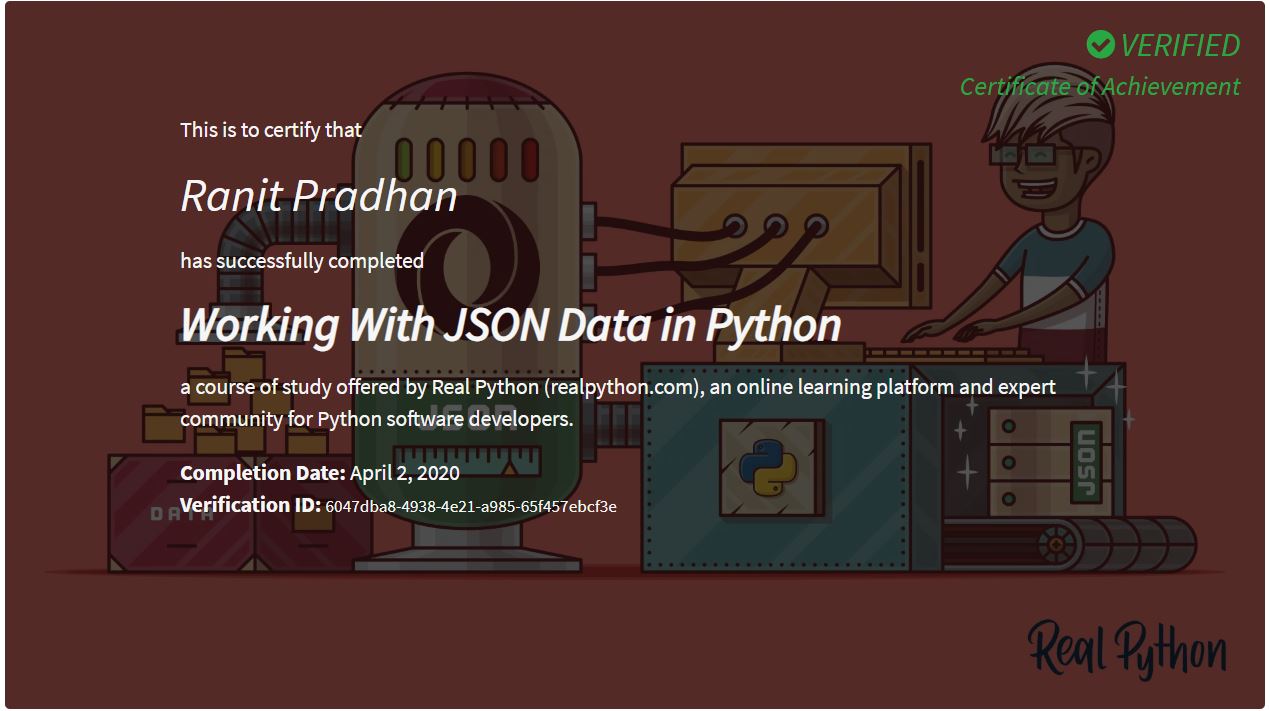 VERIFIED
Certificate of Achievement
This is to certify that
Ranit Pradhan
has successfully completed
Working With JSON Data in Python
a course of study offered by Real Python (realpython.com), an online learning platform and expert
community for Python software developers.
Completion Date: April 2, 2020
Verification ID: 6047dba8-4938-4e21-a985-65f457ebcf3e
JSON
DATA
JSON
Real Python